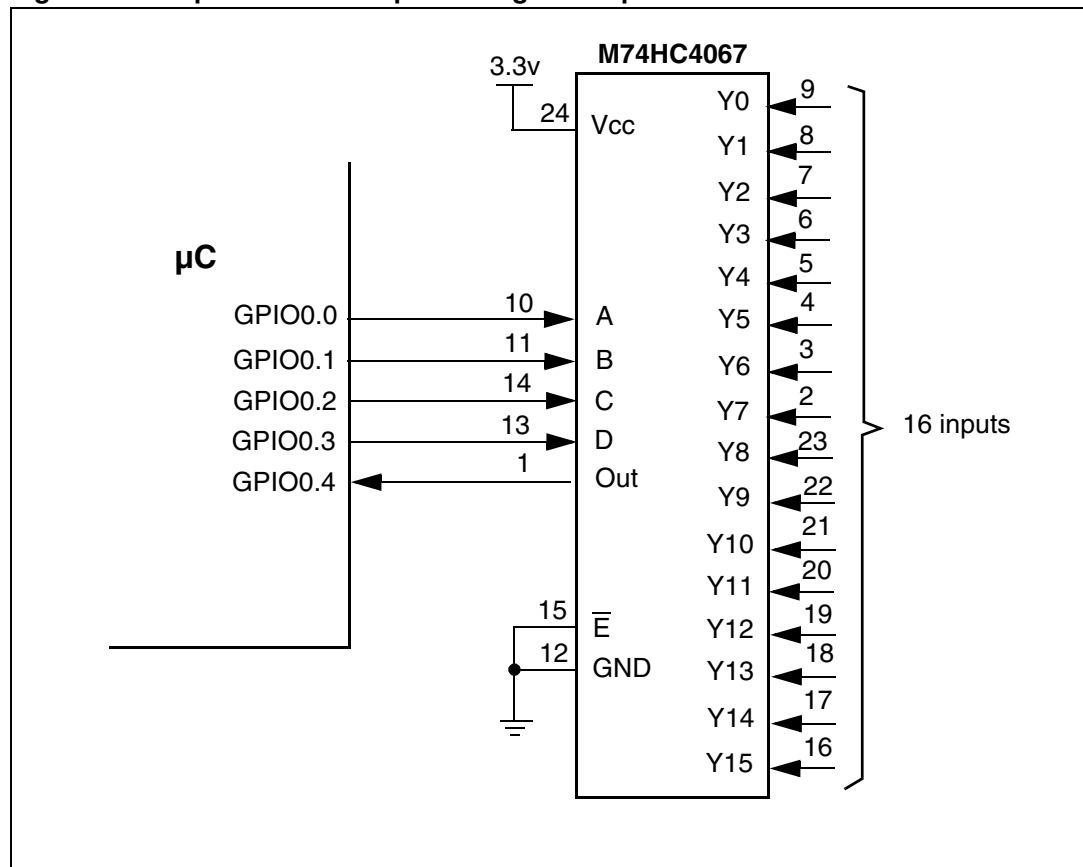 M74HC4067
3.3v
24
Vcc
µC
GPIO0.0
10
A
GPIO0.1
11
B
GPIO0.2
14
C
GPIO0.3
13
D
GPIO0.4
1
Out
15
E
12
GND
Y0
9
Y1
8
Y2
7
Y3
6
Y4
5
Y5
4
Y6
3
Y7
2
Y8
23
Y9
22
Y10
21
Y11
20
Y12
19
Y13
18
Y14
17
Y15
16
16 inputs